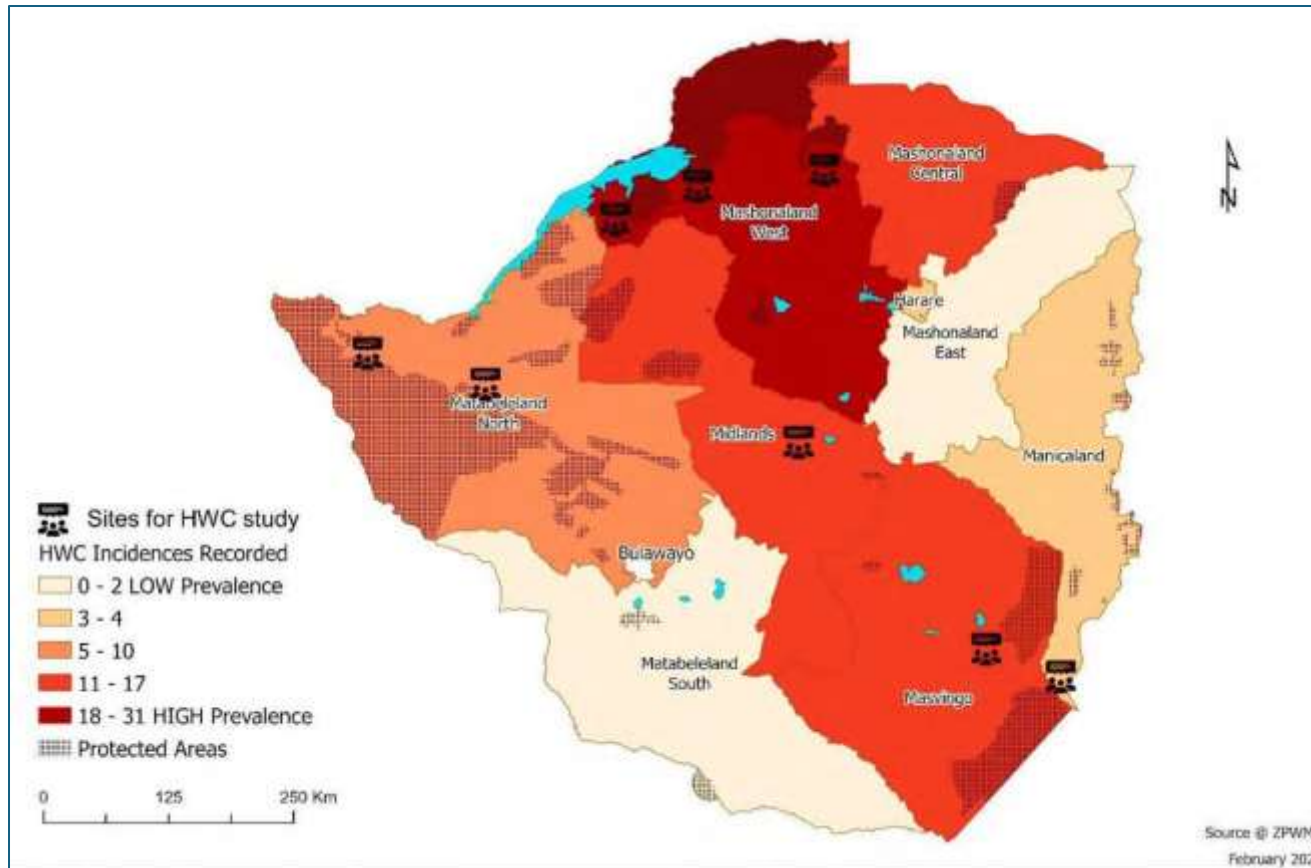 Mashonaland
Central
Mashonaland
West
Harare
Mashonaland
East
Matabeleland
North
Midlands
Manicaland
Bulawayo
Matabeleland
South
Masvingo
Sites for HWC study
HWC Incidences Recorded
0 - 2 LOW Prevalence
3 - 4
5 - 10
11 - 17
18 - 31 HIGH Prevalence
Protected Areas
0 125 250 Km
N
Source @ ZPWM
February 202